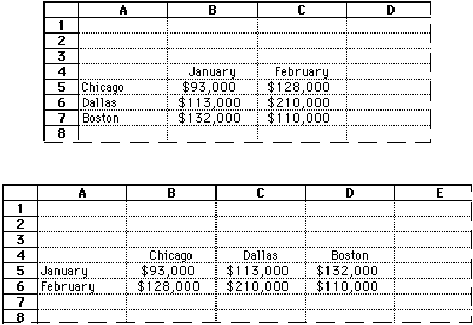 A B C D
1
2
3
4 January February
5 Chicago $93,000 $128,000
6 Dallas $113,000 $210,000
7 Boston $132,000 $110,000
8
A B C D E
1
2
3
4 Chicago Dallas Boston
5 January $93,000 $113,000 $132,000
6 February $128,000 $210,000 $110,000
7
8